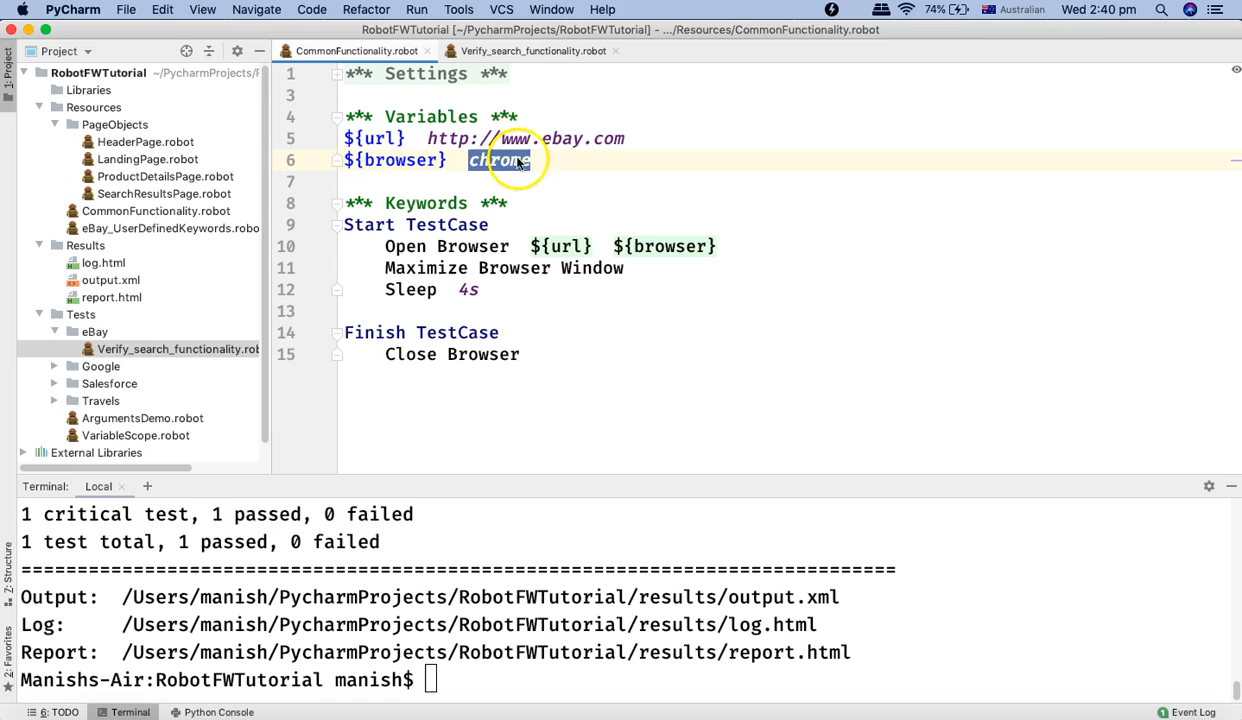 PyCharm File Edit View Navigate Code Refactor Run Tools VCS Window Help 74% Australian Wed 2:40 pm
RobotFWTutorial [~/PycharmProjects/RobotFWTutorial] - .../Resources/CommonFunctionality.robot
Project
CommonFunctionality.robot
Verify_search_functionality.robot
1: Project
RobotFWTutorial ~/PycharmProjects/F
Libraries
Resources
PageObjects
HeaderPage.robot
LandingPage.robot
ProductDetailsPage.robot
SearchResultsPage.robot
CommonFunctionality.robot
eBay_UserDefinedKeywords.robo
Results
log.html
output.xml
report.html
Tests
eBay
Verify_search_functionality.rob
Google
Salesforce
Travels
ArgumentsDemo.robot
VariableScope.robot
External Libraries
1 *** Settings ***
3
4 *** Variables ***
5 ${url} http://www.ebay.com
6 ${browser} chrome
7
8 *** Keywords ***
9 Start TestCase
10 Open Browser ${url} ${browser}
11 Maximize Browser Window
12 Sleep 4s
13
14 Finish TestCase
15 Close Browser
Terminal: Local
1 critical test, 1 passed, 0 failed
1 test total, 1 passed, 0 failed
==============================================================================
Output: /Users/manish/PycharmProjects/RobotFWTutorial/results/output.xml
Log: /Users/manish/PycharmProjects/RobotFWTutorial/results/log.html
Report: /Users/manish/PycharmProjects/RobotFWTutorial/results/report.html
Manishs-Air:RobotFWTutorial manish$
Z: Structure
2: Favorites
6: TODO Terminal Python Console 1 Event Log